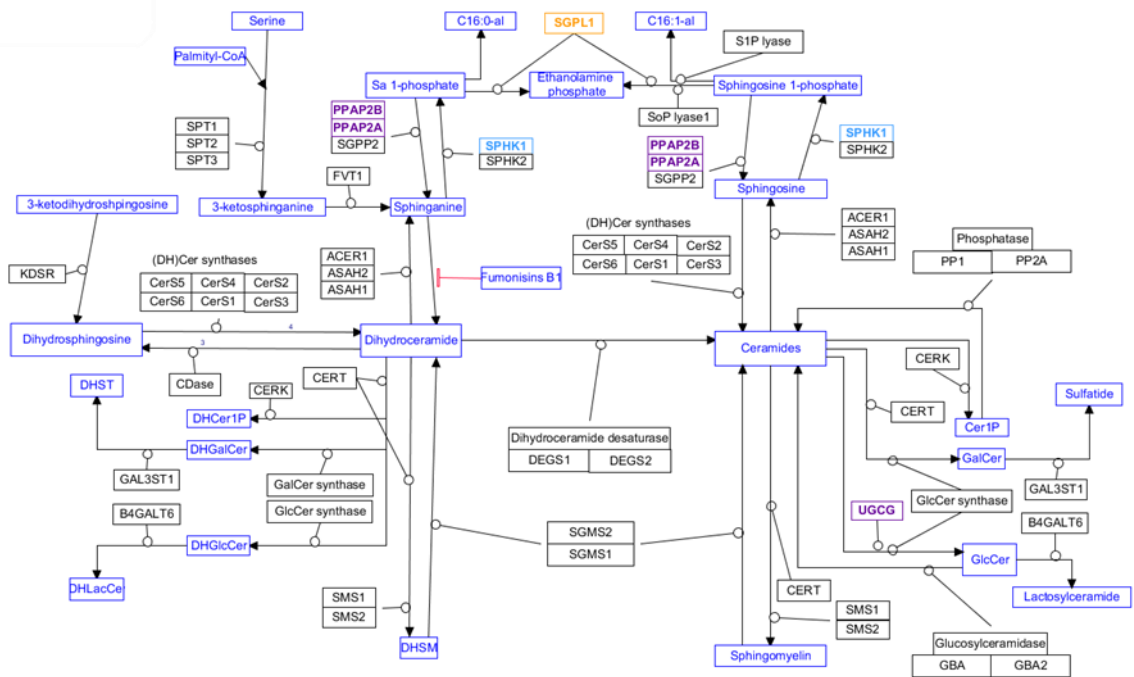 Serine
C16:0-al
SGPL1
C16:1-al
S1P lyase
Palmityl-CoA
Sa 1-phosphate
Ethanolamine
phosphate
Sphingosine 1-phosphate
PPAP2B
PPAP2A
SGPP2
SoP lyase1
SPT1
SPT2
SPT3
SPHK1
SPHK2
PPAP2B
PPAP2A
SGPP2
SPHK1
SPHK2
FVT1
Sphingosine
3-ketodihydroshpingosine
3-ketosphinganine
Sphinganine
(DH)Cer synthases
CerS5 CerS4 CerS2
CerS6 CerS1 CerS3
ACER1
ASAH2
ASAH1
Phosphatase
PP1 PP2A
KDSR
(DH)Cer synthases
CerS5 CerS4 CerS2
CerS6 CerS1 CerS3
ACER1
ASAH2
ASAH1
Fumonisins B1
4
3
Dihydrosphingosine
Dihydroceramide
Ceramides
CERK
CDase
DHST
CERK
CERT
CERT
Sulfatide
DHCer1P
Cer1P
DHGalCer
Dihydroceramide desaturase
DEGS1 DEGS2
GalCer
GAL3ST1
GalCer synthase
GAL3ST1
GlcCer synthase
B4GALT6
GlcCer synthase
UGCG
B4GALT6
DHGlcCer
SGMS2
SGMS1
GlcCer
DHLacCer
CERT
Lactosylceramide
SMS1
SMS2
SMS1
SMS2
DHSM
Sphingomyelin
Glucosylceramidase
GBA GBA2